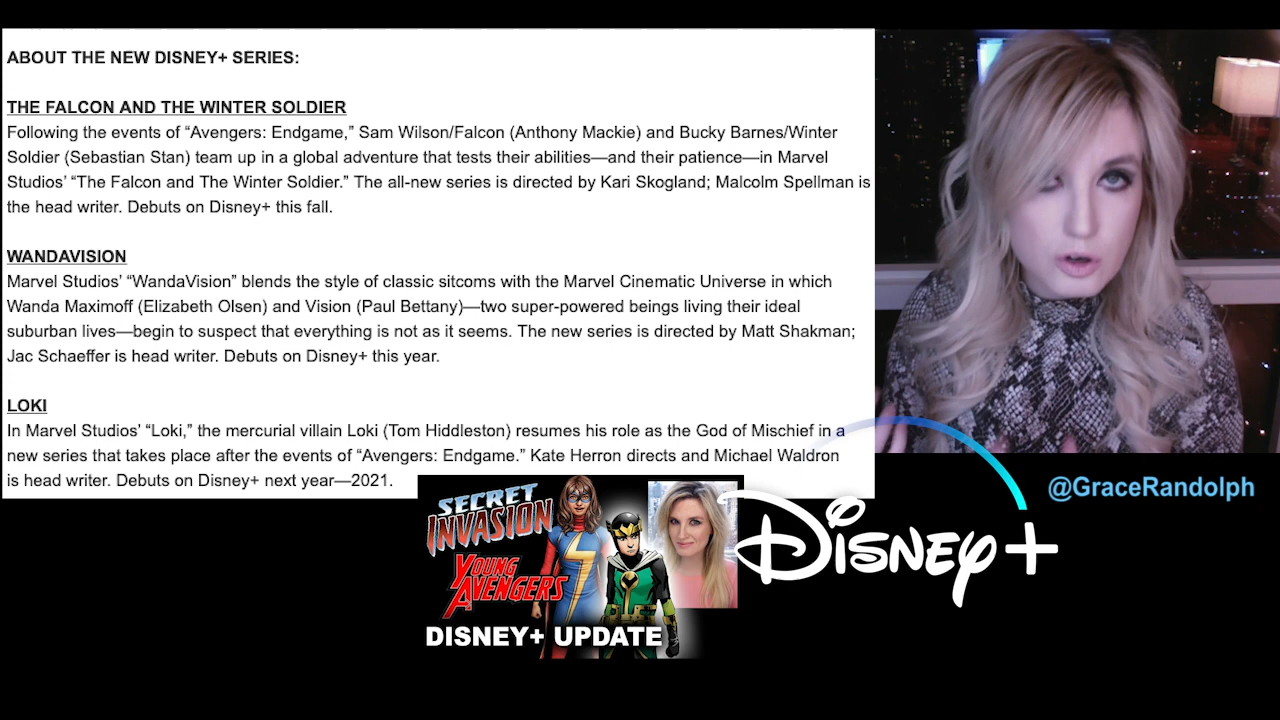 ABOUT THE NEW DISNEY+ SERIES:
THE FALCON AND THE WINTER SOLDIER
Following the events of “Avengers: Endgame,” Sam Wilson/Falcon (Anthony Mackie) and Bucky Barnes/Winter
Soldier (Sebastian Stan) team up in a global adventure that tests their abilities—and their patience—in Marvel
Studios’ “The Falcon and The Winter Soldier.” The all-new series is directed by Kari Skogland; Malcolm Spellman is
the head writer. Debuts on Disney+ this fall.
WANDAVISION
Marvel Studios’ “WandaVision” blends the style of classic sitcoms with the Marvel Cinematic Universe in which
Wanda Maximoff (Elizabeth Olsen) and Vision (Paul Bettany)—two super-powered beings living their ideal
suburban lives—begin to suspect that everything is not as it seems. The new series is directed by Matt Shakman;
Jac Schaeffer is head writer. Debuts on Disney+ this year.
LOKI
In Marvel Studios’ “Loki,” the mercurial villain Loki (Tom Hiddleston) resumes his role as the God of Mischief in a
new series that takes place after the events of “Avengers: Endgame.” Kate Herron directs and Michael Waldron
is head writer. Debuts on Disney+ next year—2021.
@GraceRandolph
SECRET
INVASION
YOUNG
AVENGERS
DISNEY+ UPDATE
Disney+